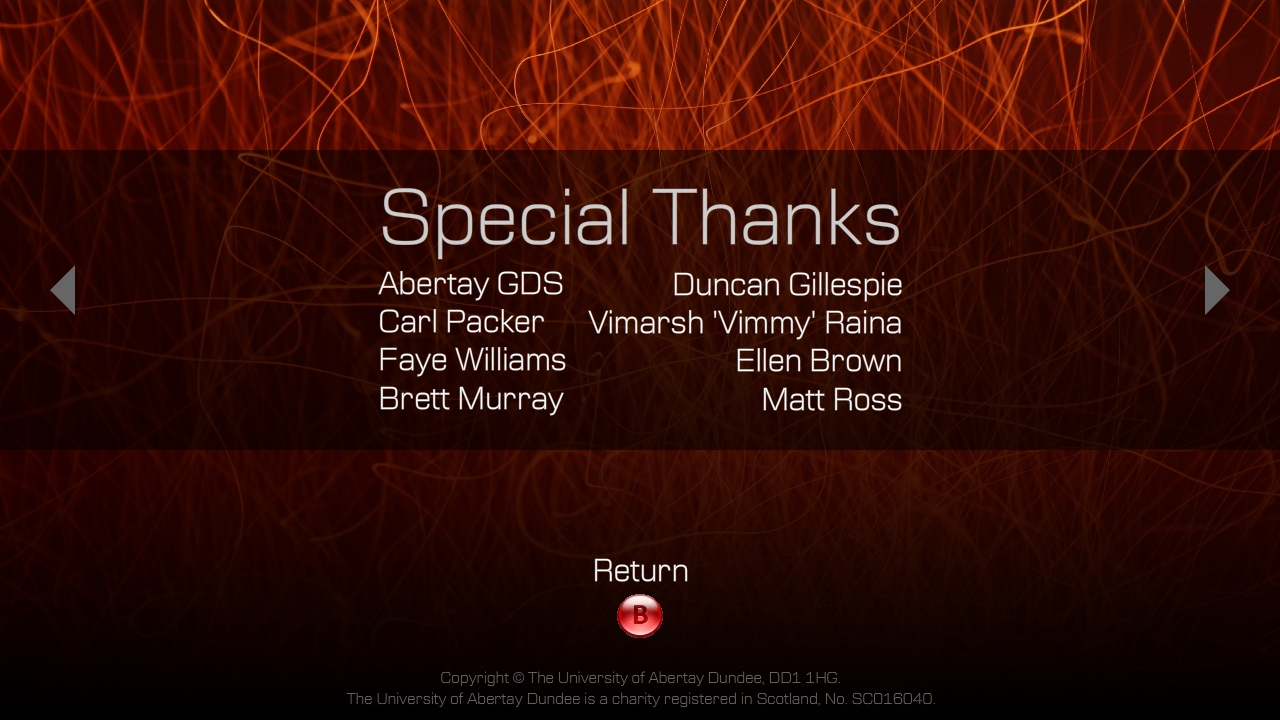 Special Thanks
Abertay GDS Duncan Gillespie
Carl Packer Vimarsh 'Vimmy' Raina
Faye Williams Ellen Brown
Brett Murray Matt Ross
Return
B
Copyright © The University of Abertay Dundee, DD1 1HG.
The University of Abertay Dundee is a charity registered in Scotland, No. SC016040.